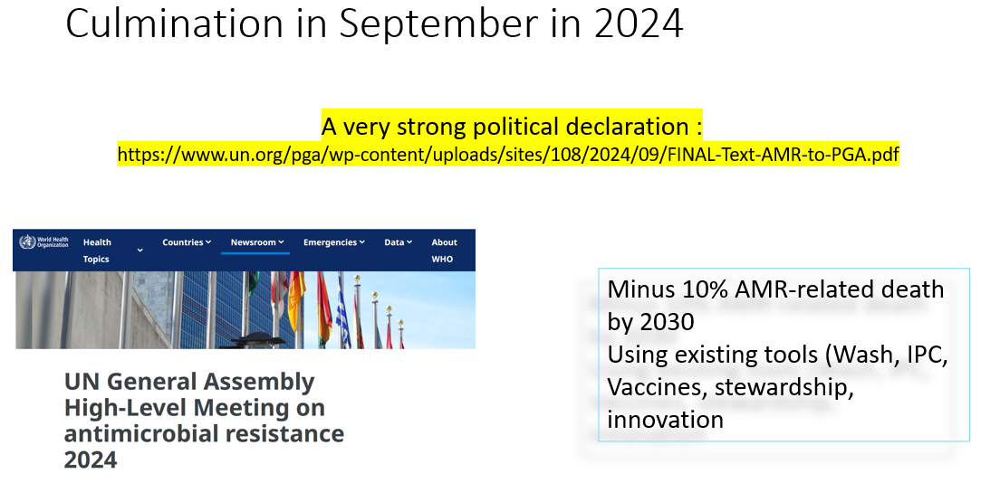 Culmination in September in 2024
A very strong political declaration :
https://www.un.org/pga/wp-content/uploads/sites/108/2024/09/FINAL-Text-AMR-to-PGA.pdf
World Health
Organization
Health
Topics
Countries
Newsroom
Emergencies
Data
About
WHO
UN General Assembly
High-Level Meeting on
antimicrobial resistance
2024
Minus 10% AMR-related death
by 2030
Using existing tools (Wash, IPC,
Vaccines, stewardship,
innovation